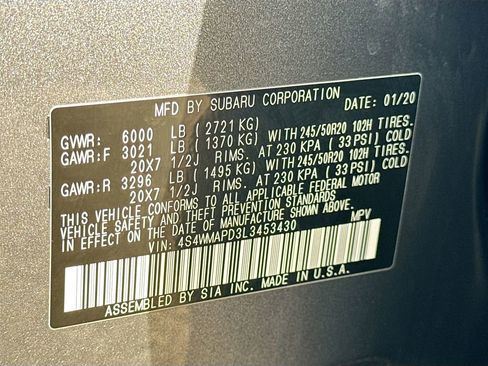 MFD BY SUBARU CORPORATION DATE: 01/20
GVWR: 6000 LB ( 2721 KG)
GAWR:F 3021 LB ( 1370 KG) WITH 245/50R20 102H TIRES.
20X7 1/2J RIMS. AT 230 KPA ( 33 PSI) COLD
GAWR:R 3296 LB ( 1495 KG) WITH 245/50R20 102H TIRES.
20X7 1/2J RIMS. AT 230 KPA ( 33 PSI) COLD
THIS VEHICLE CONFORMS TO ALL APPLICABLE FEDERAL MOTOR
VEHICLE SAFETY AND THEFT PREVENTION STANDARDS
IN EFFECT ON THE DATE OF MANUFACTURE SHOWN ABOVE.
VIN: 4S4WMAPD3L3453430 MPV
ASSEMBLED BY SIA INC. MADE IN U.S.A.